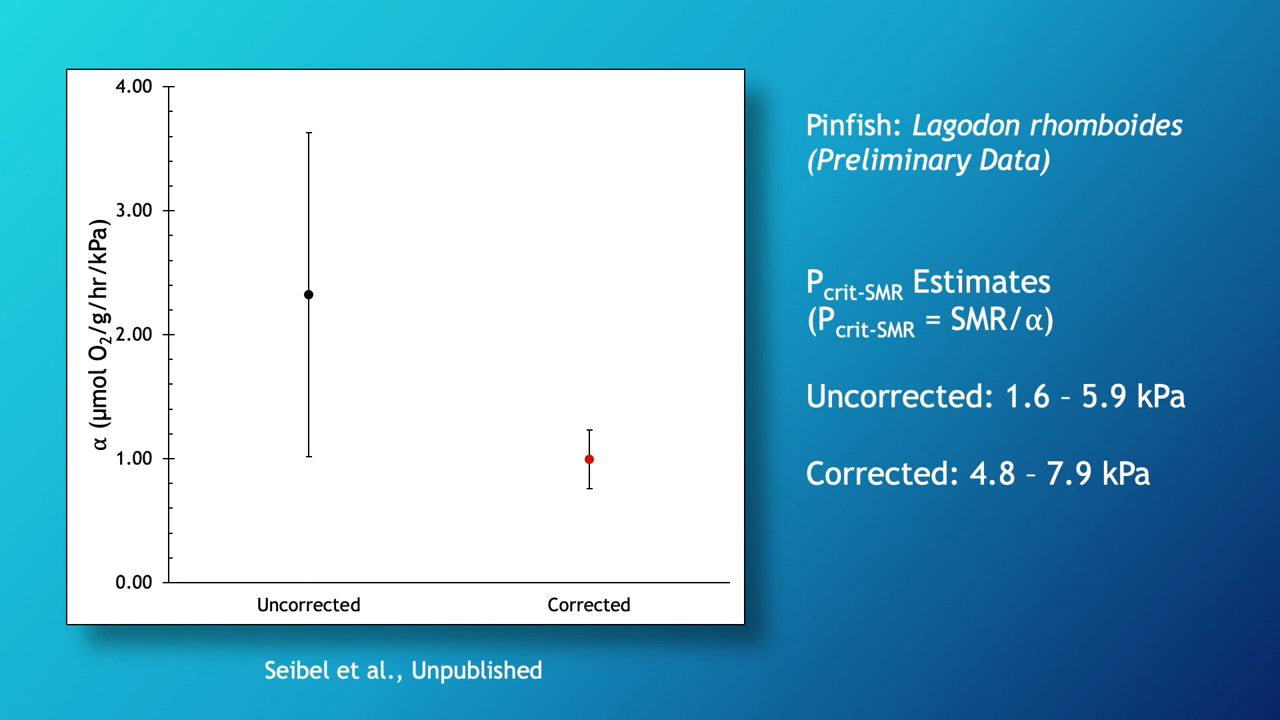 4.00
3.00
2.00
1.00
0.00
α (µmol O₂/g/hr/kPa)
Uncorrected
Corrected
Seibel et al., Unpublished
Pinfish: Lagodon rhomboides
(Preliminary Data)
P_crit-SMR Estimates
(P_crit-SMR = SMR/α)
Uncorrected: 1.6 – 5.9 kPa
Corrected: 4.8 – 7.9 kPa